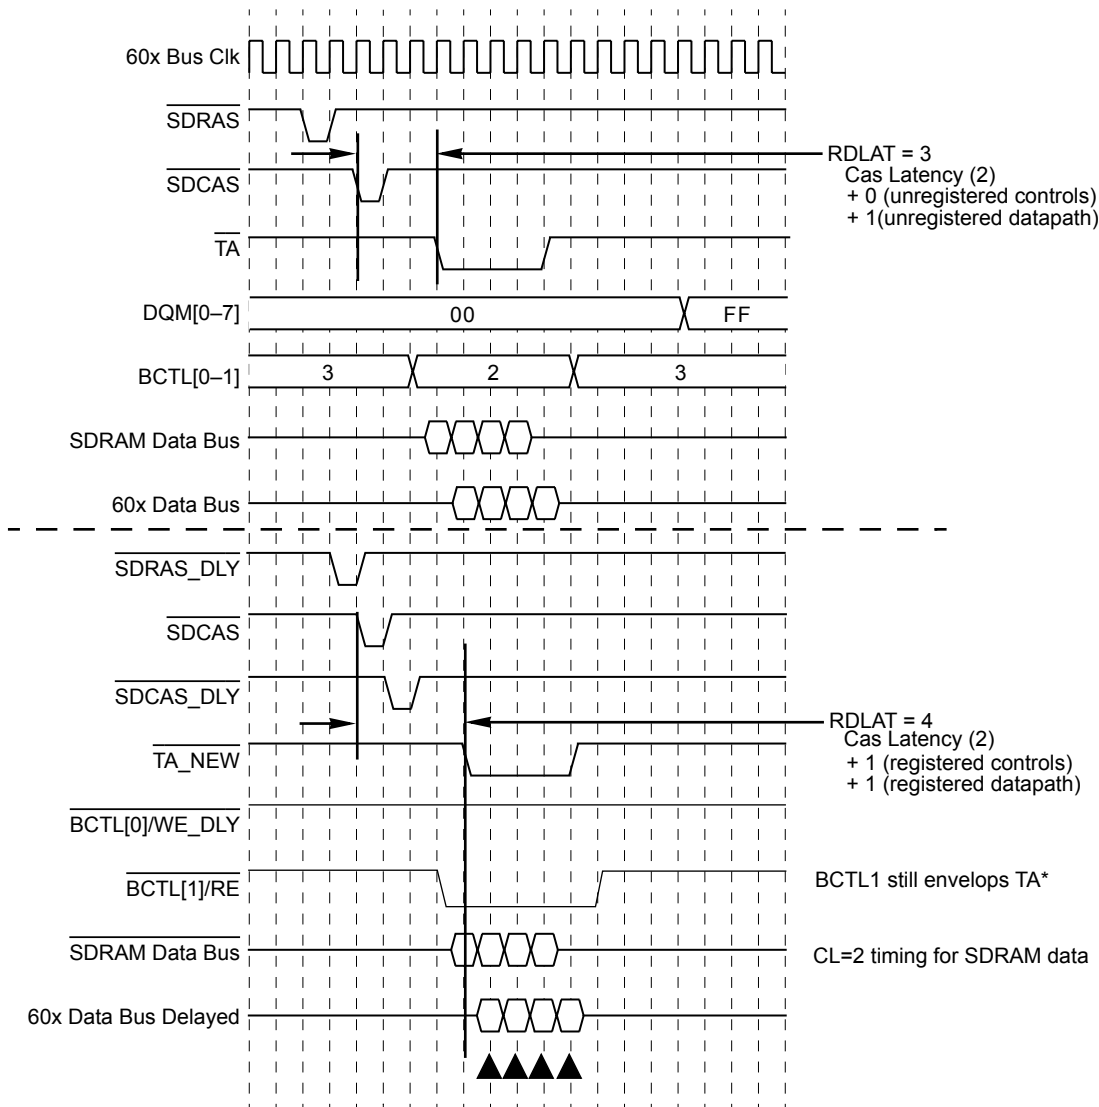 60x Bus Clk
SDRAS
RDLAT = 3
SDCAS
Cas Latency (2)
+ 0 (unregistered controls)
+ 1(unregistered datapath)
TA
DQM[0–7]
00
FF
BCTL[0–1]
3
2
3
SDRAM Data Bus
60x Data Bus
SDRAS_DLY
SDCAS
SDCAS_DLY
RDLAT = 4
Cas Latency (2)
TA_NEW
+ 1 (registered controls)
+ 1 (registered datapath)
BCTL[0]/WE_DLY
BCTL[1]/RE
BCTL1 still envelops TA*
SDRAM Data Bus
CL=2 timing for SDRAM data
60x Data Bus Delayed